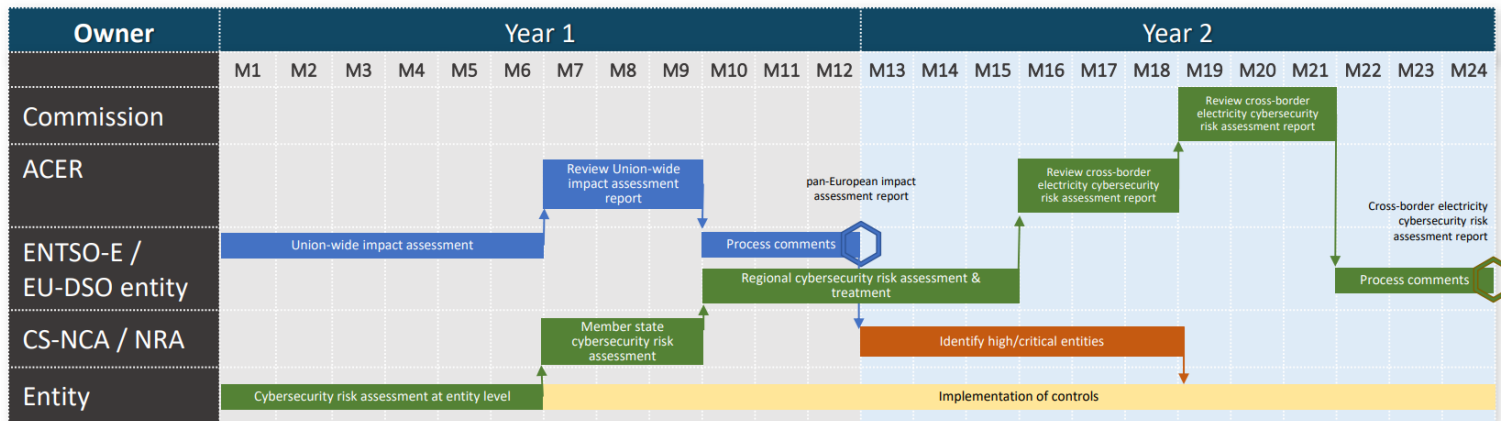 Owner
Year 1
Year 2
M1 M2 M3 M4 M5 M6 M7 M8 M9 M10 M11 M12 M13 M14 M15 M16 M17 M18 M19 M20 M21 M22 M23 M24
Commission
Review cross-border
electricity cybersecurity
risk assessment report
ACER
Review Union-wide
impact assessment
report
pan-European impact
assessment report
Review cross-border
electricity cybersecurity
risk assessment report
Cross-border electricity
cybersecurity risk
assessment report
ENTSO-E /
EU-DSO entity
Union-wide impact assessment
Process comments
Regional cybersecurity risk assessment &
treatment
Process comments
CS-NCA / NRA
Member state
cybersecurity risk
assessment
Identify high/critical entities
Entity
Cybersecurity risk assessment at entity level
Implementation of controls